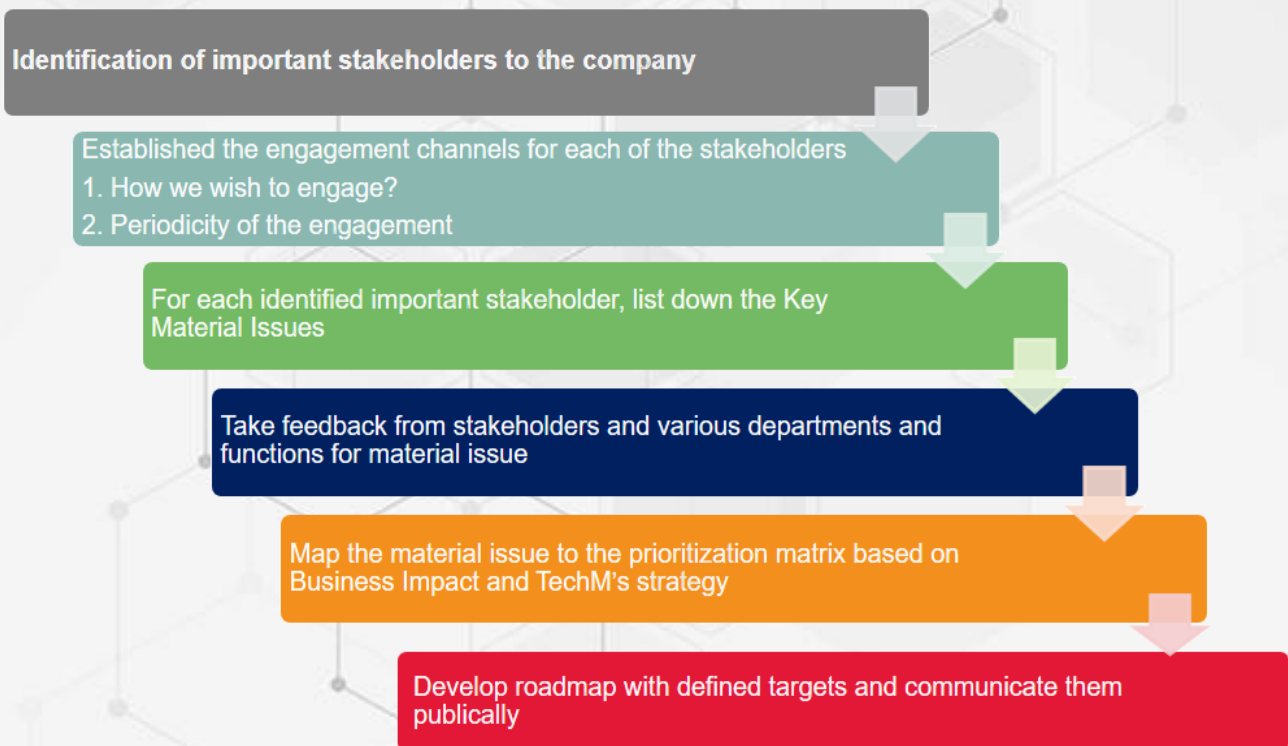 Identification of important stakeholders to the company
Established the engagement channels for each of the stakeholders
1. How we wish to engage?
2. Periodicity of the engagement
For each identified important stakeholder, list down the Key
Material Issues
Take feedback from stakeholders and various departments and
functions for material issue
Map the material issue to the prioritization matrix based on
Business Impact and TechM's strategy
Develop roadmap with defined targets and communicate them
publically